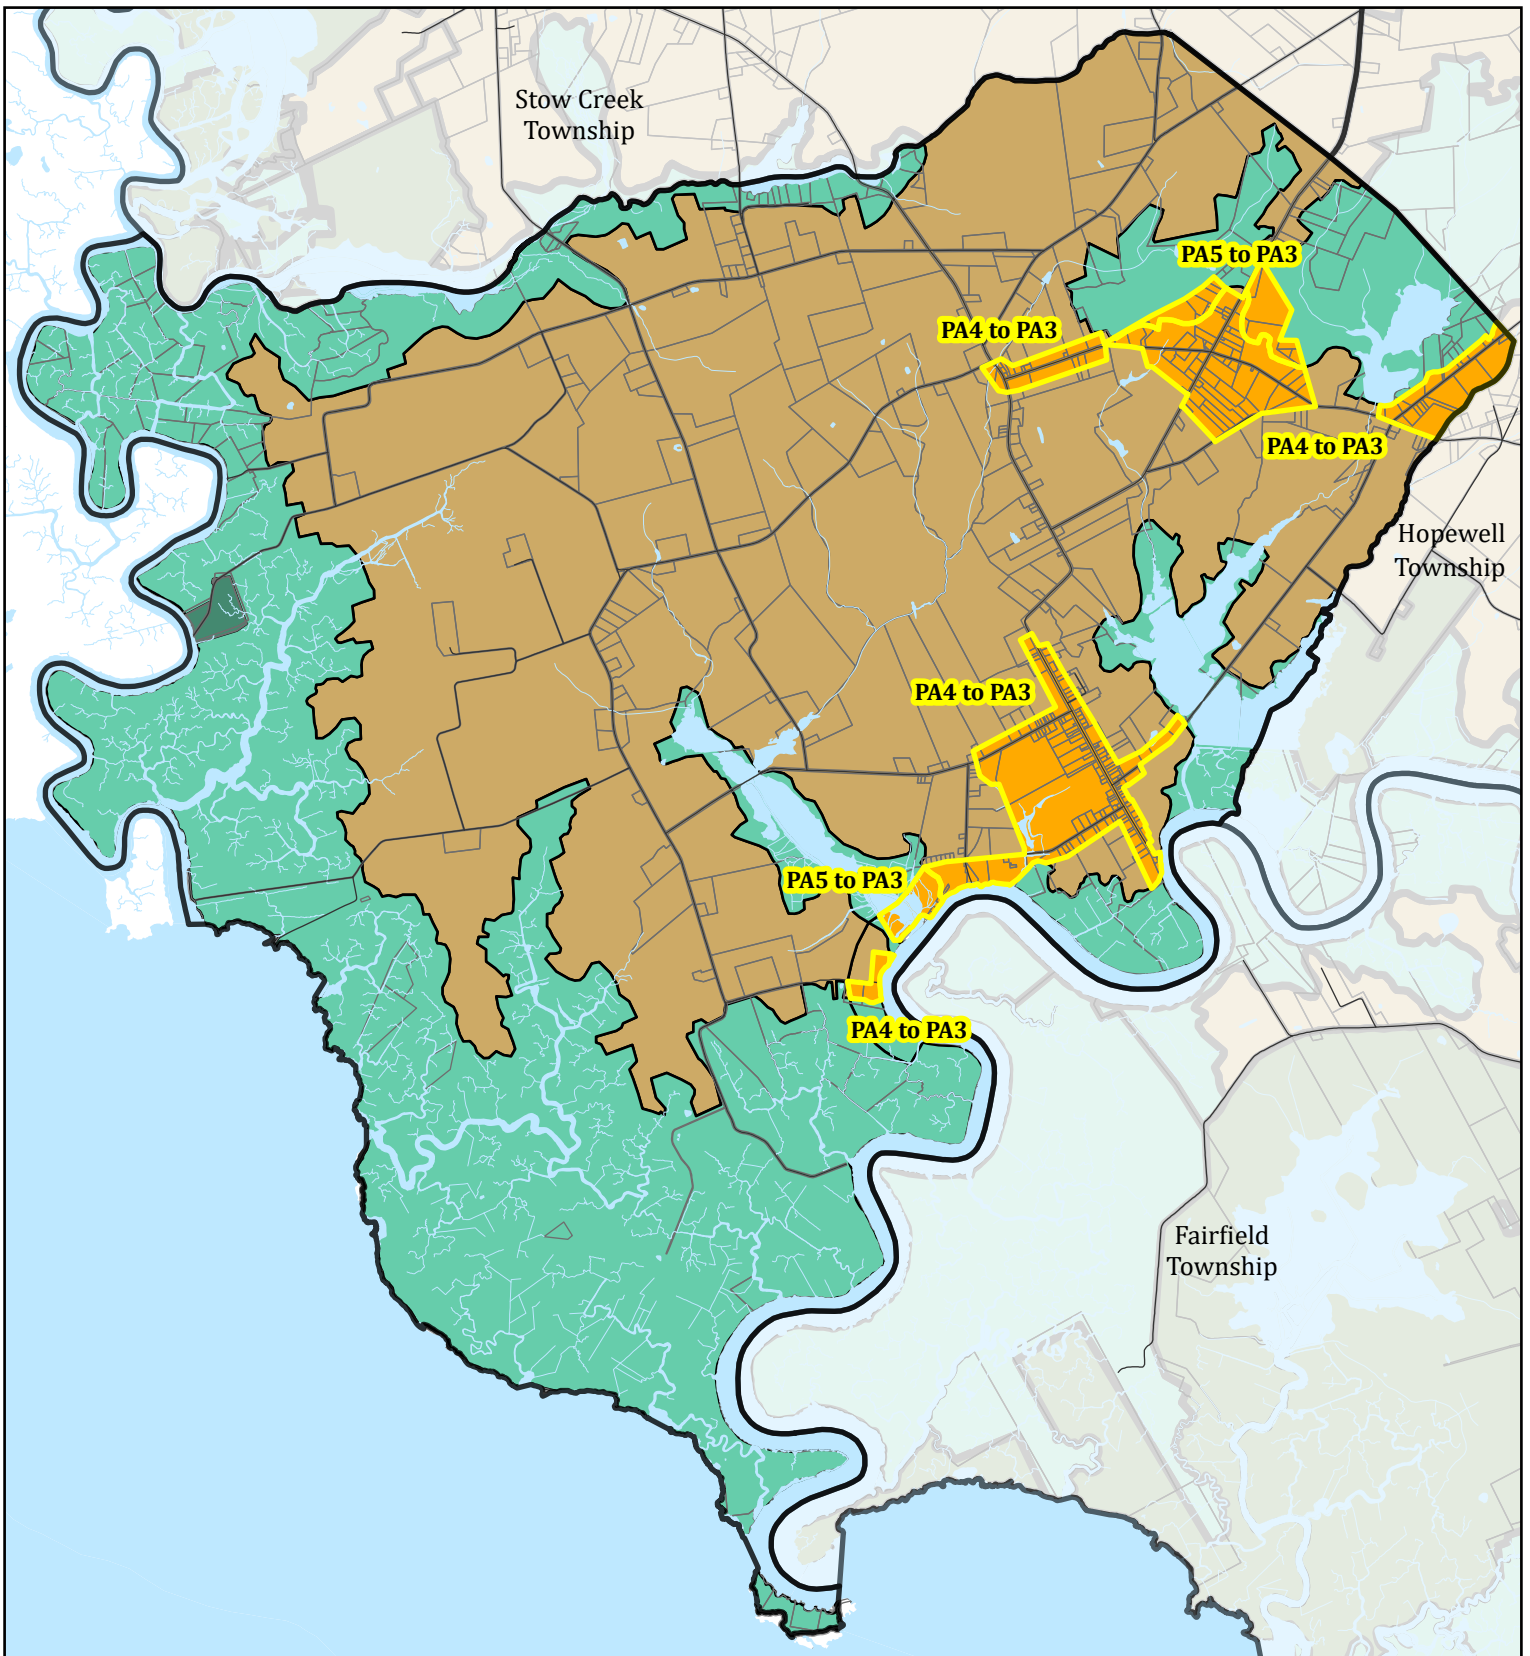 Stow Creek
Township
PA5 to PA3
PA4 to PA3
PA4 to PA3
Hopewell
Township
PA4 to PA3
PA5 to PA3
PA4 to PA3
Fairfield
Township